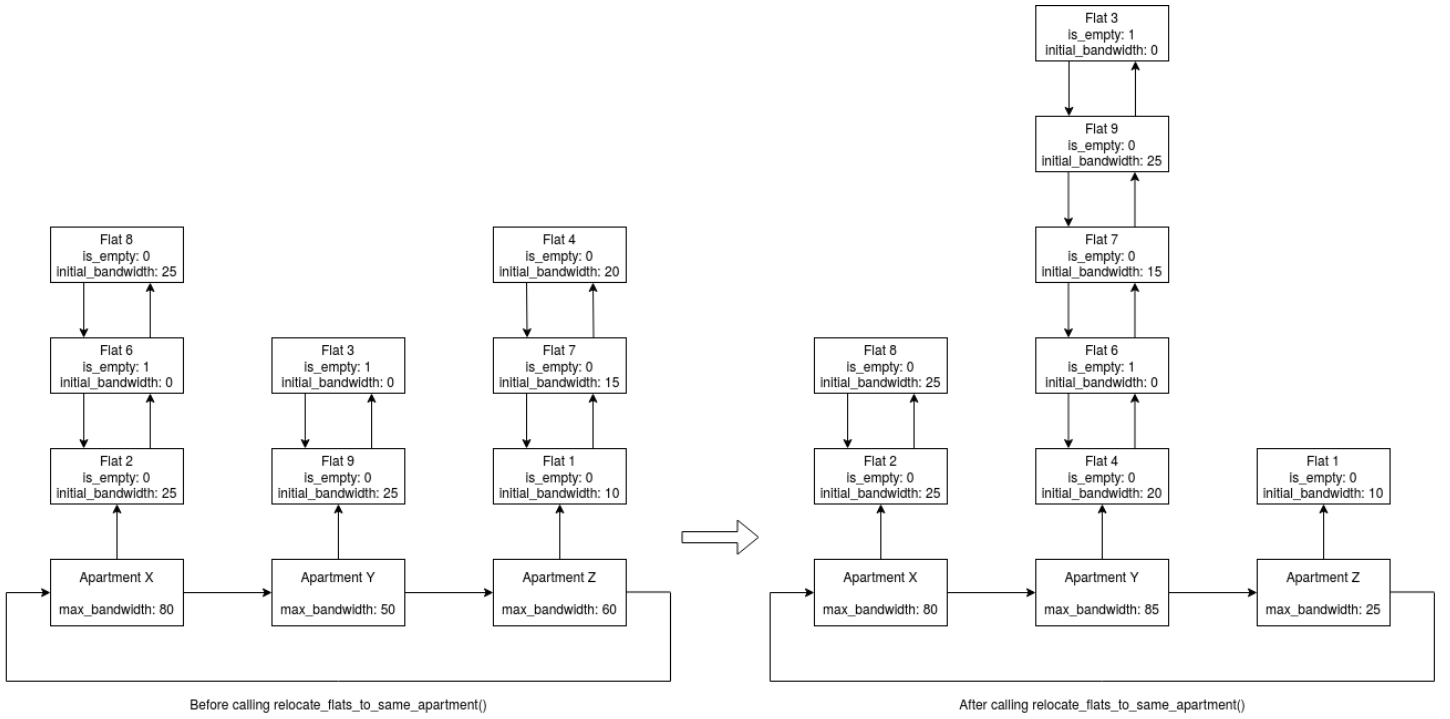 Flat 8
is_empty: 0
initial_bandwidth: 25
Flat 6
is_empty: 1
initial_bandwidth: 0
Flat 2
is_empty: 0
initial_bandwidth: 25
Apartment X
max_bandwidth: 80
Flat 3
is_empty: 1
initial_bandwidth: 0
Flat 9
is_empty: 0
initial_bandwidth: 25
Apartment Y
max_bandwidth: 50
Flat 4
is_empty: 0
initial_bandwidth: 20
Flat 7
is_empty: 0
initial_bandwidth: 15
Flat 1
is_empty: 0
initial_bandwidth: 10
Apartment Z
max_bandwidth: 60
Before calling relocate_flats_to_same_apartment()
Flat 8
is_empty: 0
initial_bandwidth: 25
Flat 2
is_empty: 0
initial_bandwidth: 25
Apartment X
max_bandwidth: 80
Flat 3
is_empty: 1
initial_bandwidth: 0
Flat 9
is_empty: 0
initial_bandwidth: 25
Flat 7
is_empty: 0
initial_bandwidth: 15
Flat 6
is_empty: 1
initial_bandwidth: 0
Flat 4
is_empty: 0
initial_bandwidth: 20
Apartment Y
max_bandwidth: 85
Flat 1
is_empty: 0
initial_bandwidth: 10
Apartment Z
max_bandwidth: 25
After calling relocate_flats_to_same_apartment()